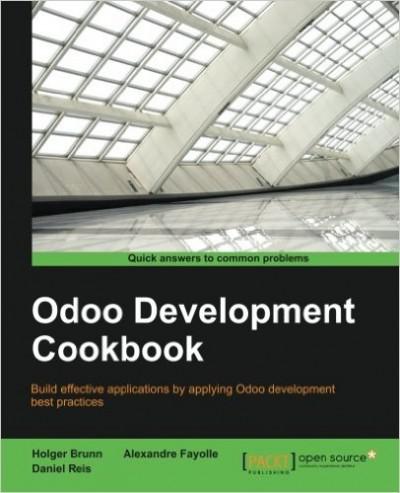 Quick answers to common problems
Odoo Development
Cookbook
Build effective applications by applying Odoo development
best practices
Holger Brunn Alexandre Fayolle
Daniel Reis
[PACKT] open source*
PUBLISHING